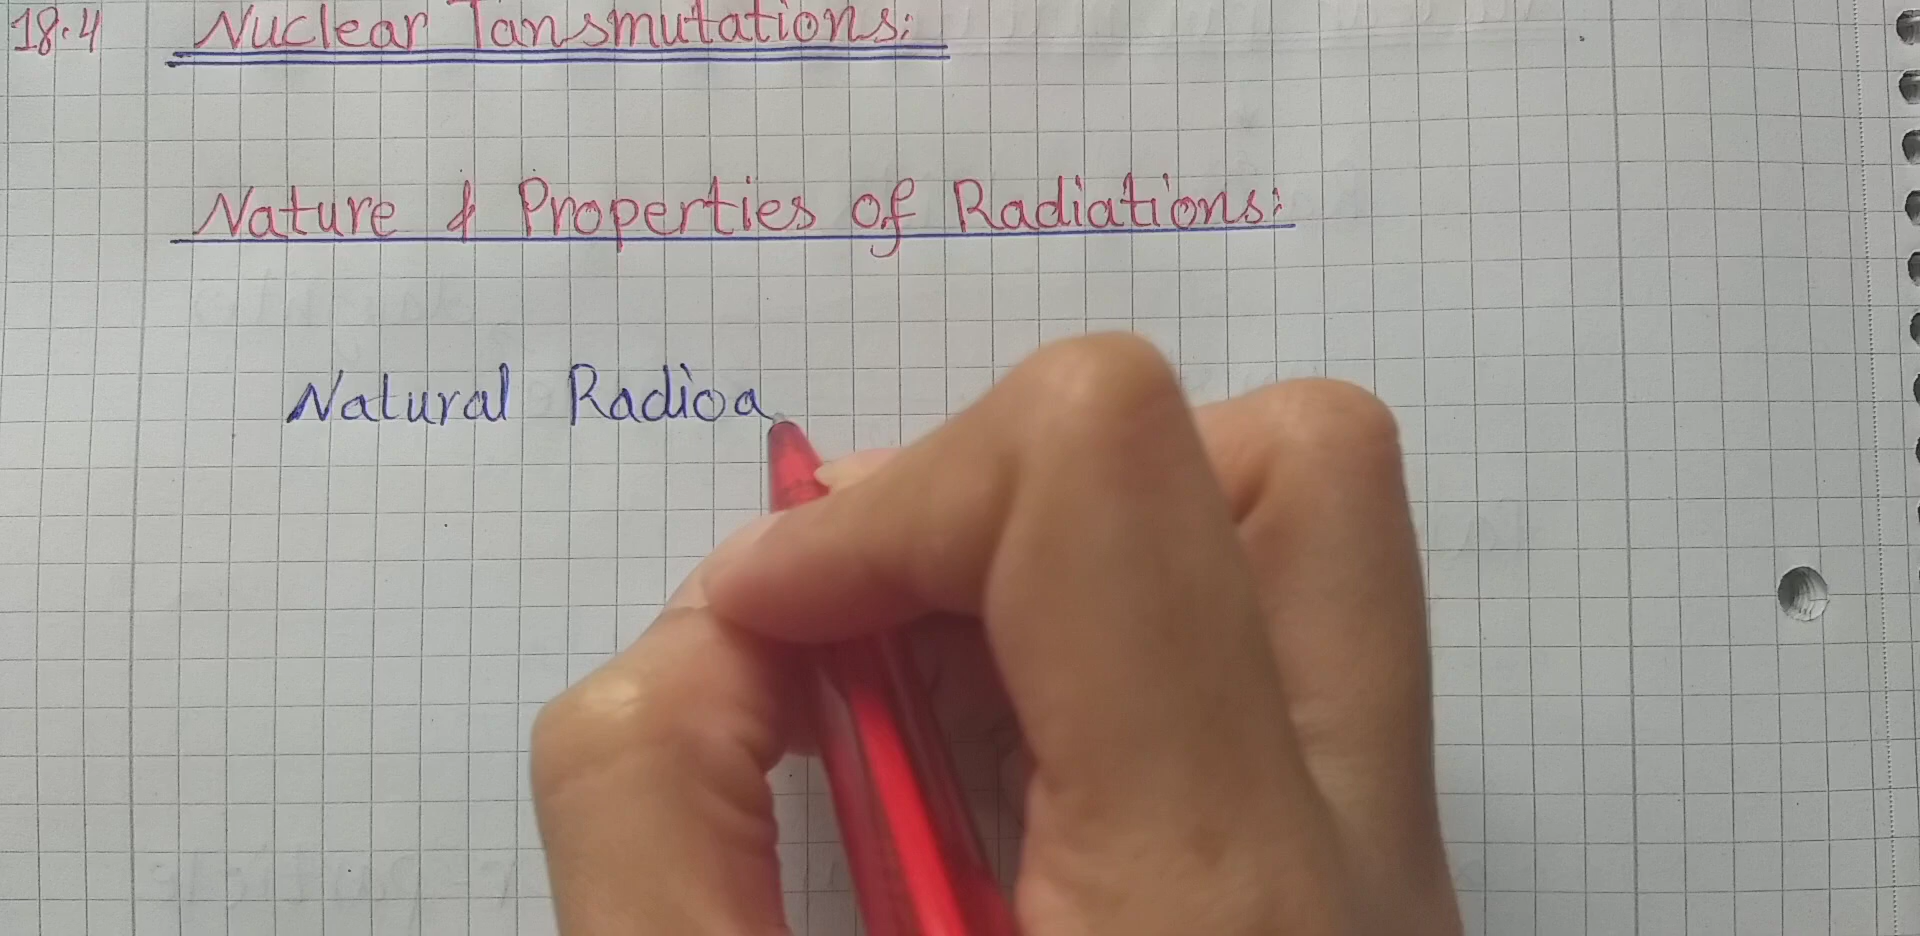 18.4 Nuclear Tansmutations:
Nature & Properties of Radiations:
Natural Radioa